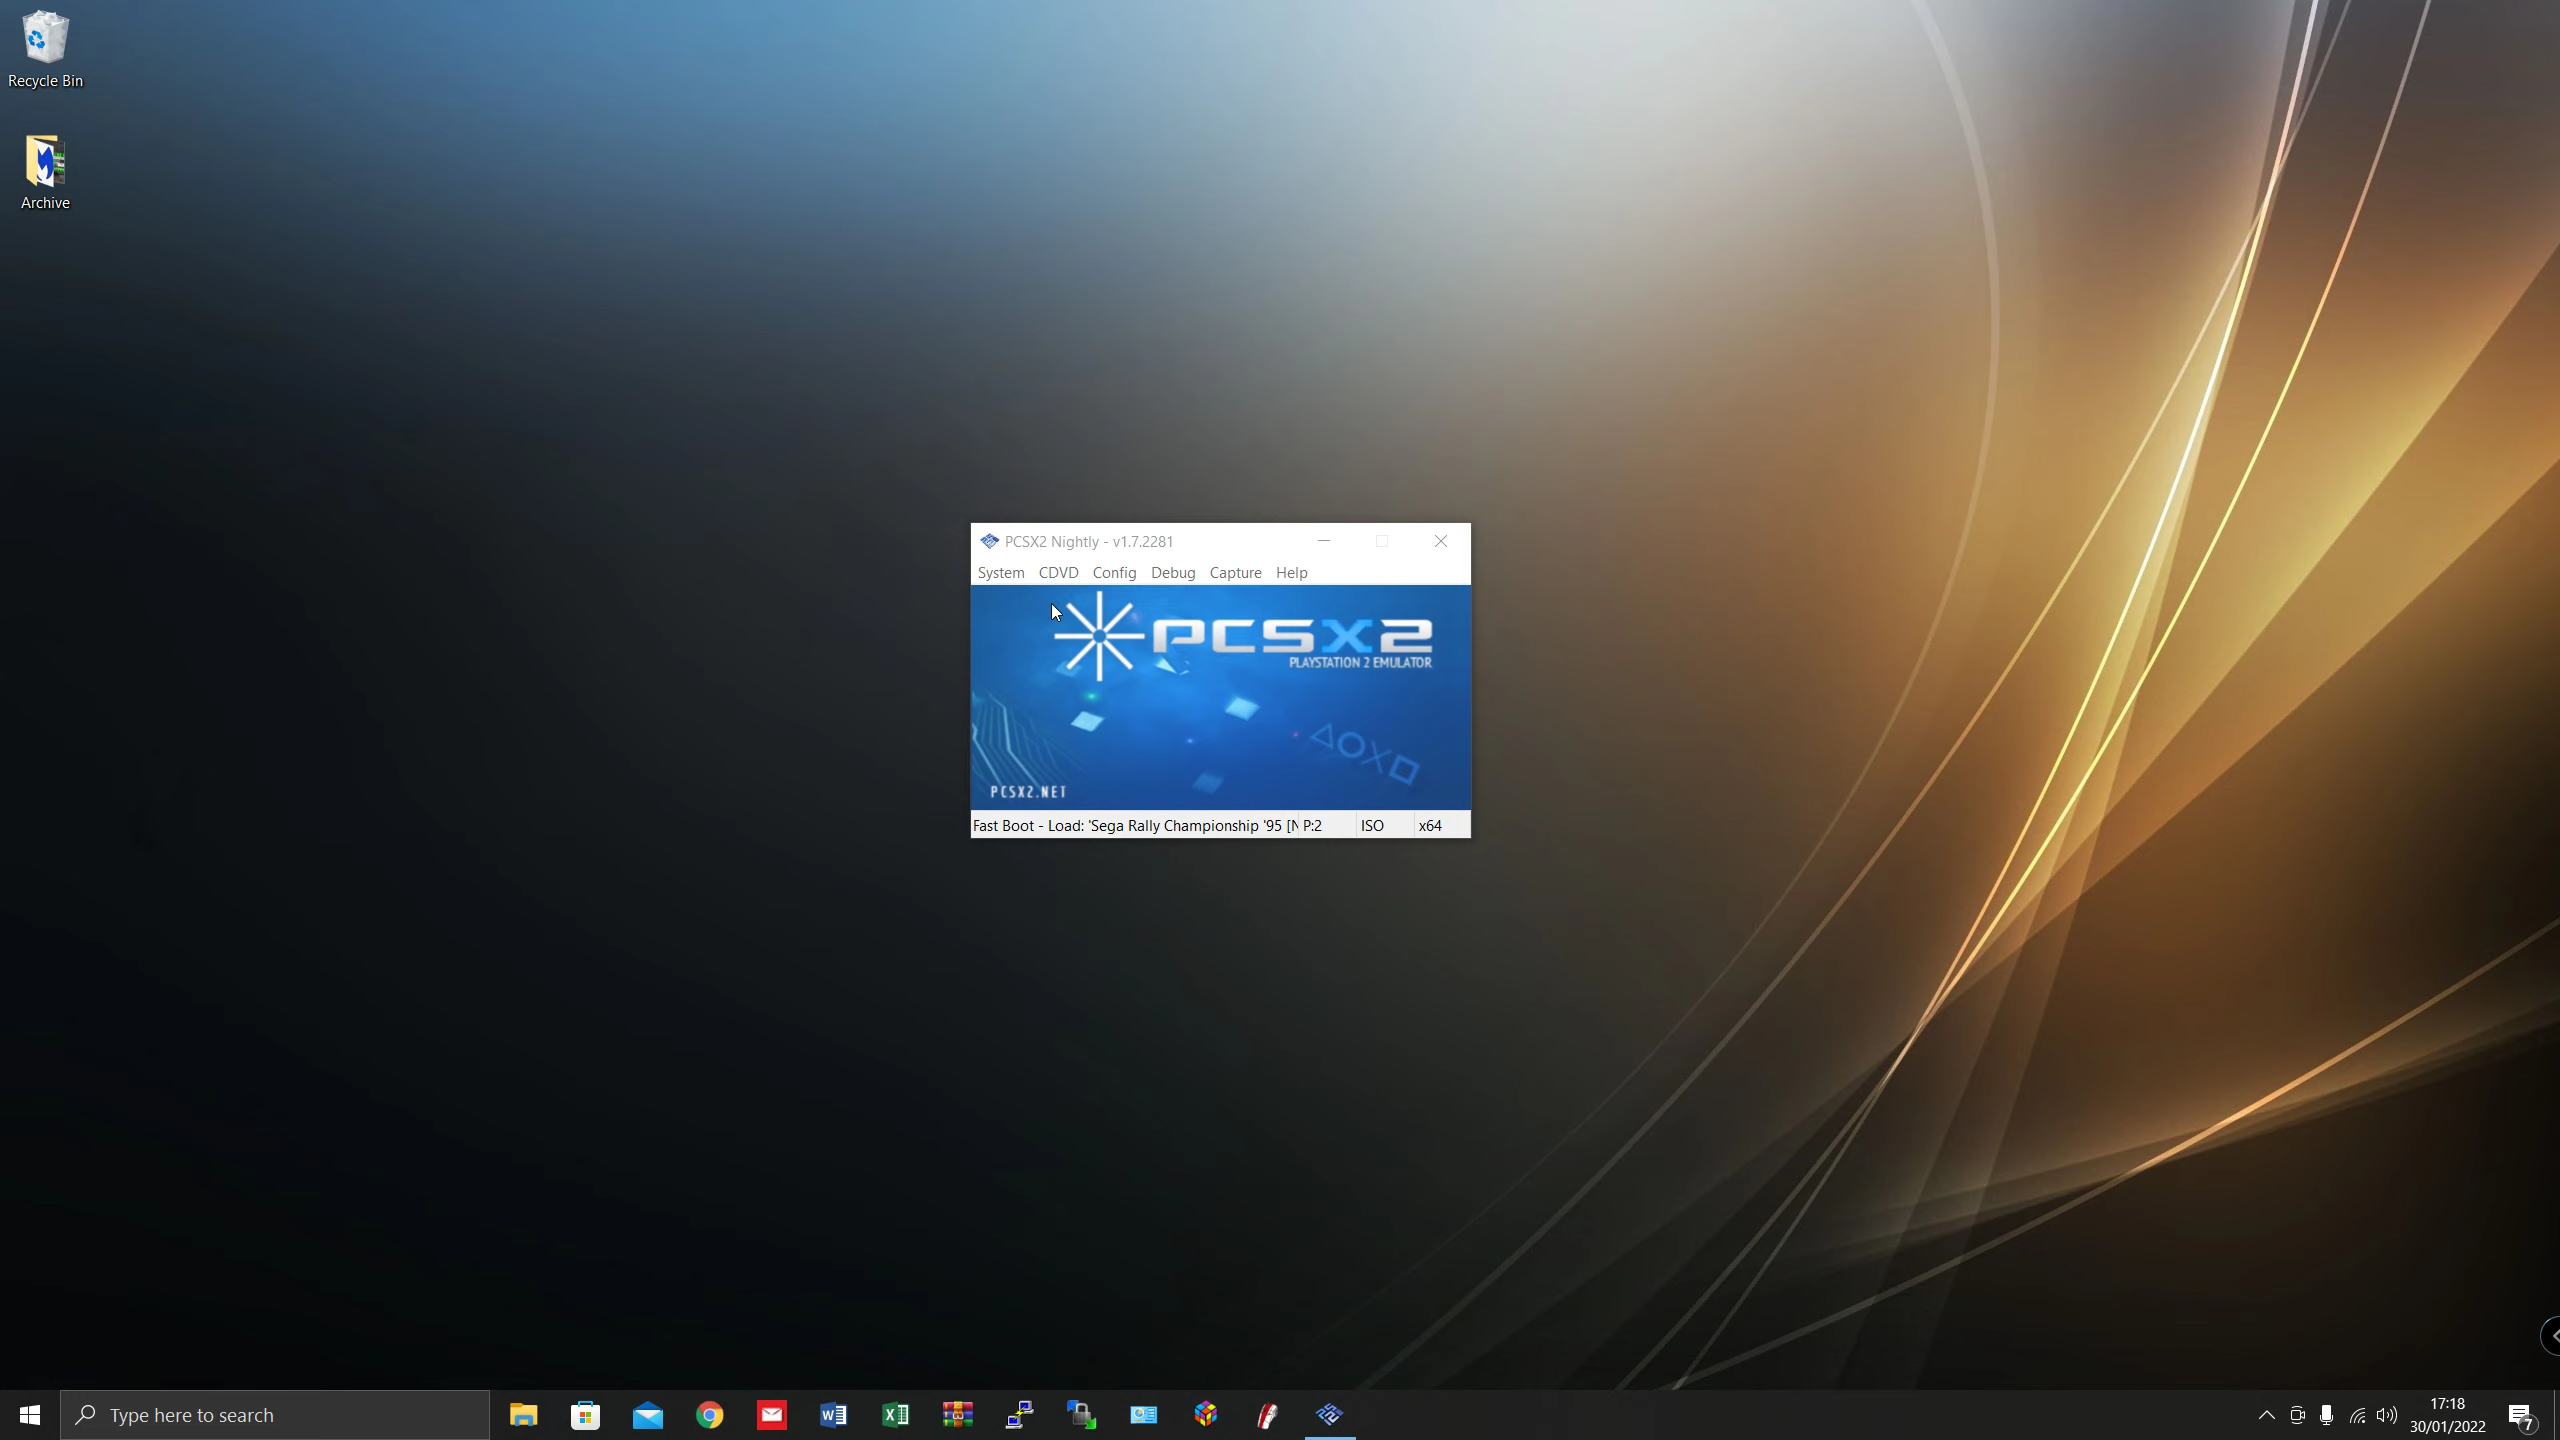 Recycle Bin
Archive
PCSX2 Nightly - v1.7.2281
System CDVD Config Debug Capture Help
PCSX2
PLAYSTATION 2 EMULATOR
PCSX2.NET
Fast Boot - Load: 'Sega Rally Championship '95 [N P:2 ISO x64
Type here to search
17:18
30/01/2022
7